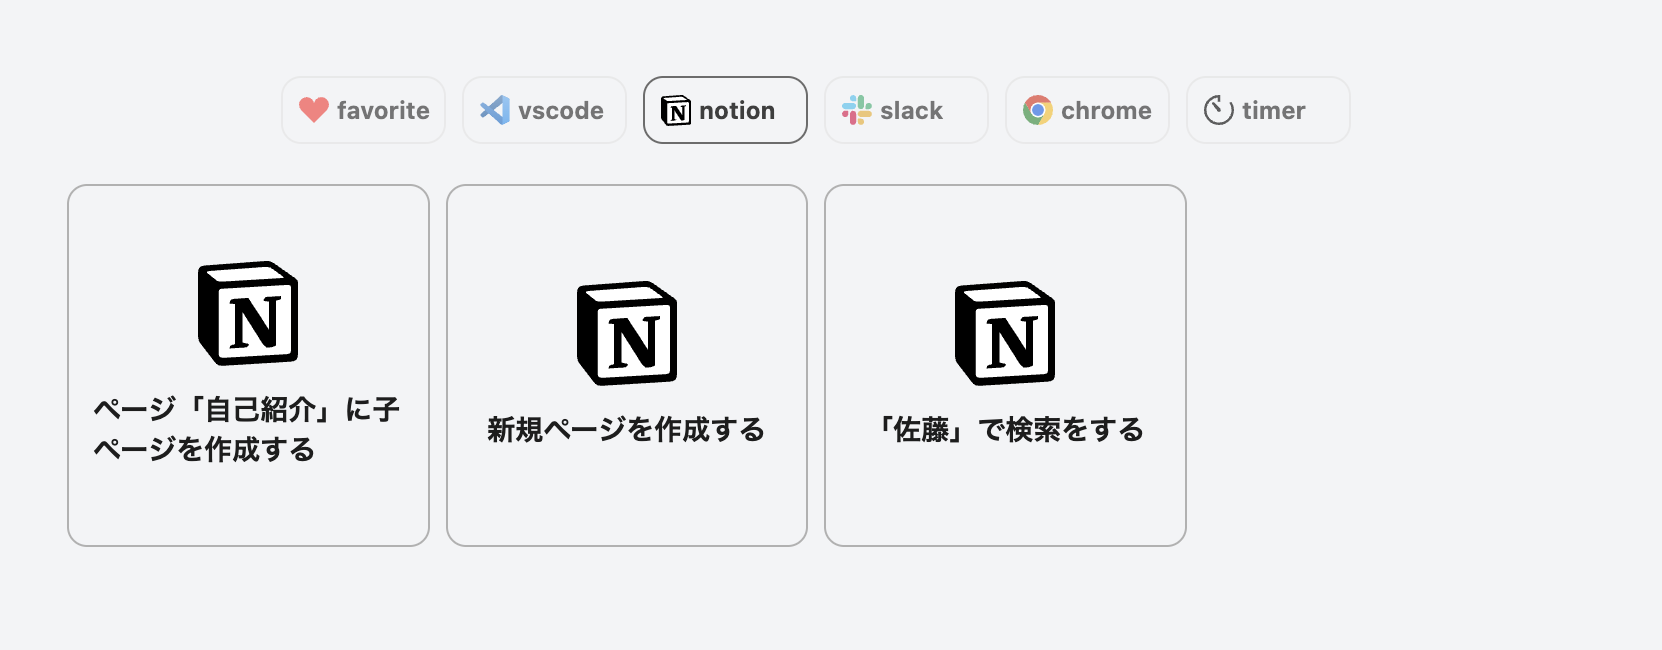 favorite
vscode
notion
slack
chrome
timer
ページ「自己紹介」に子
ページを作成する
新規ページを作成する
「佐藤」で検索をする